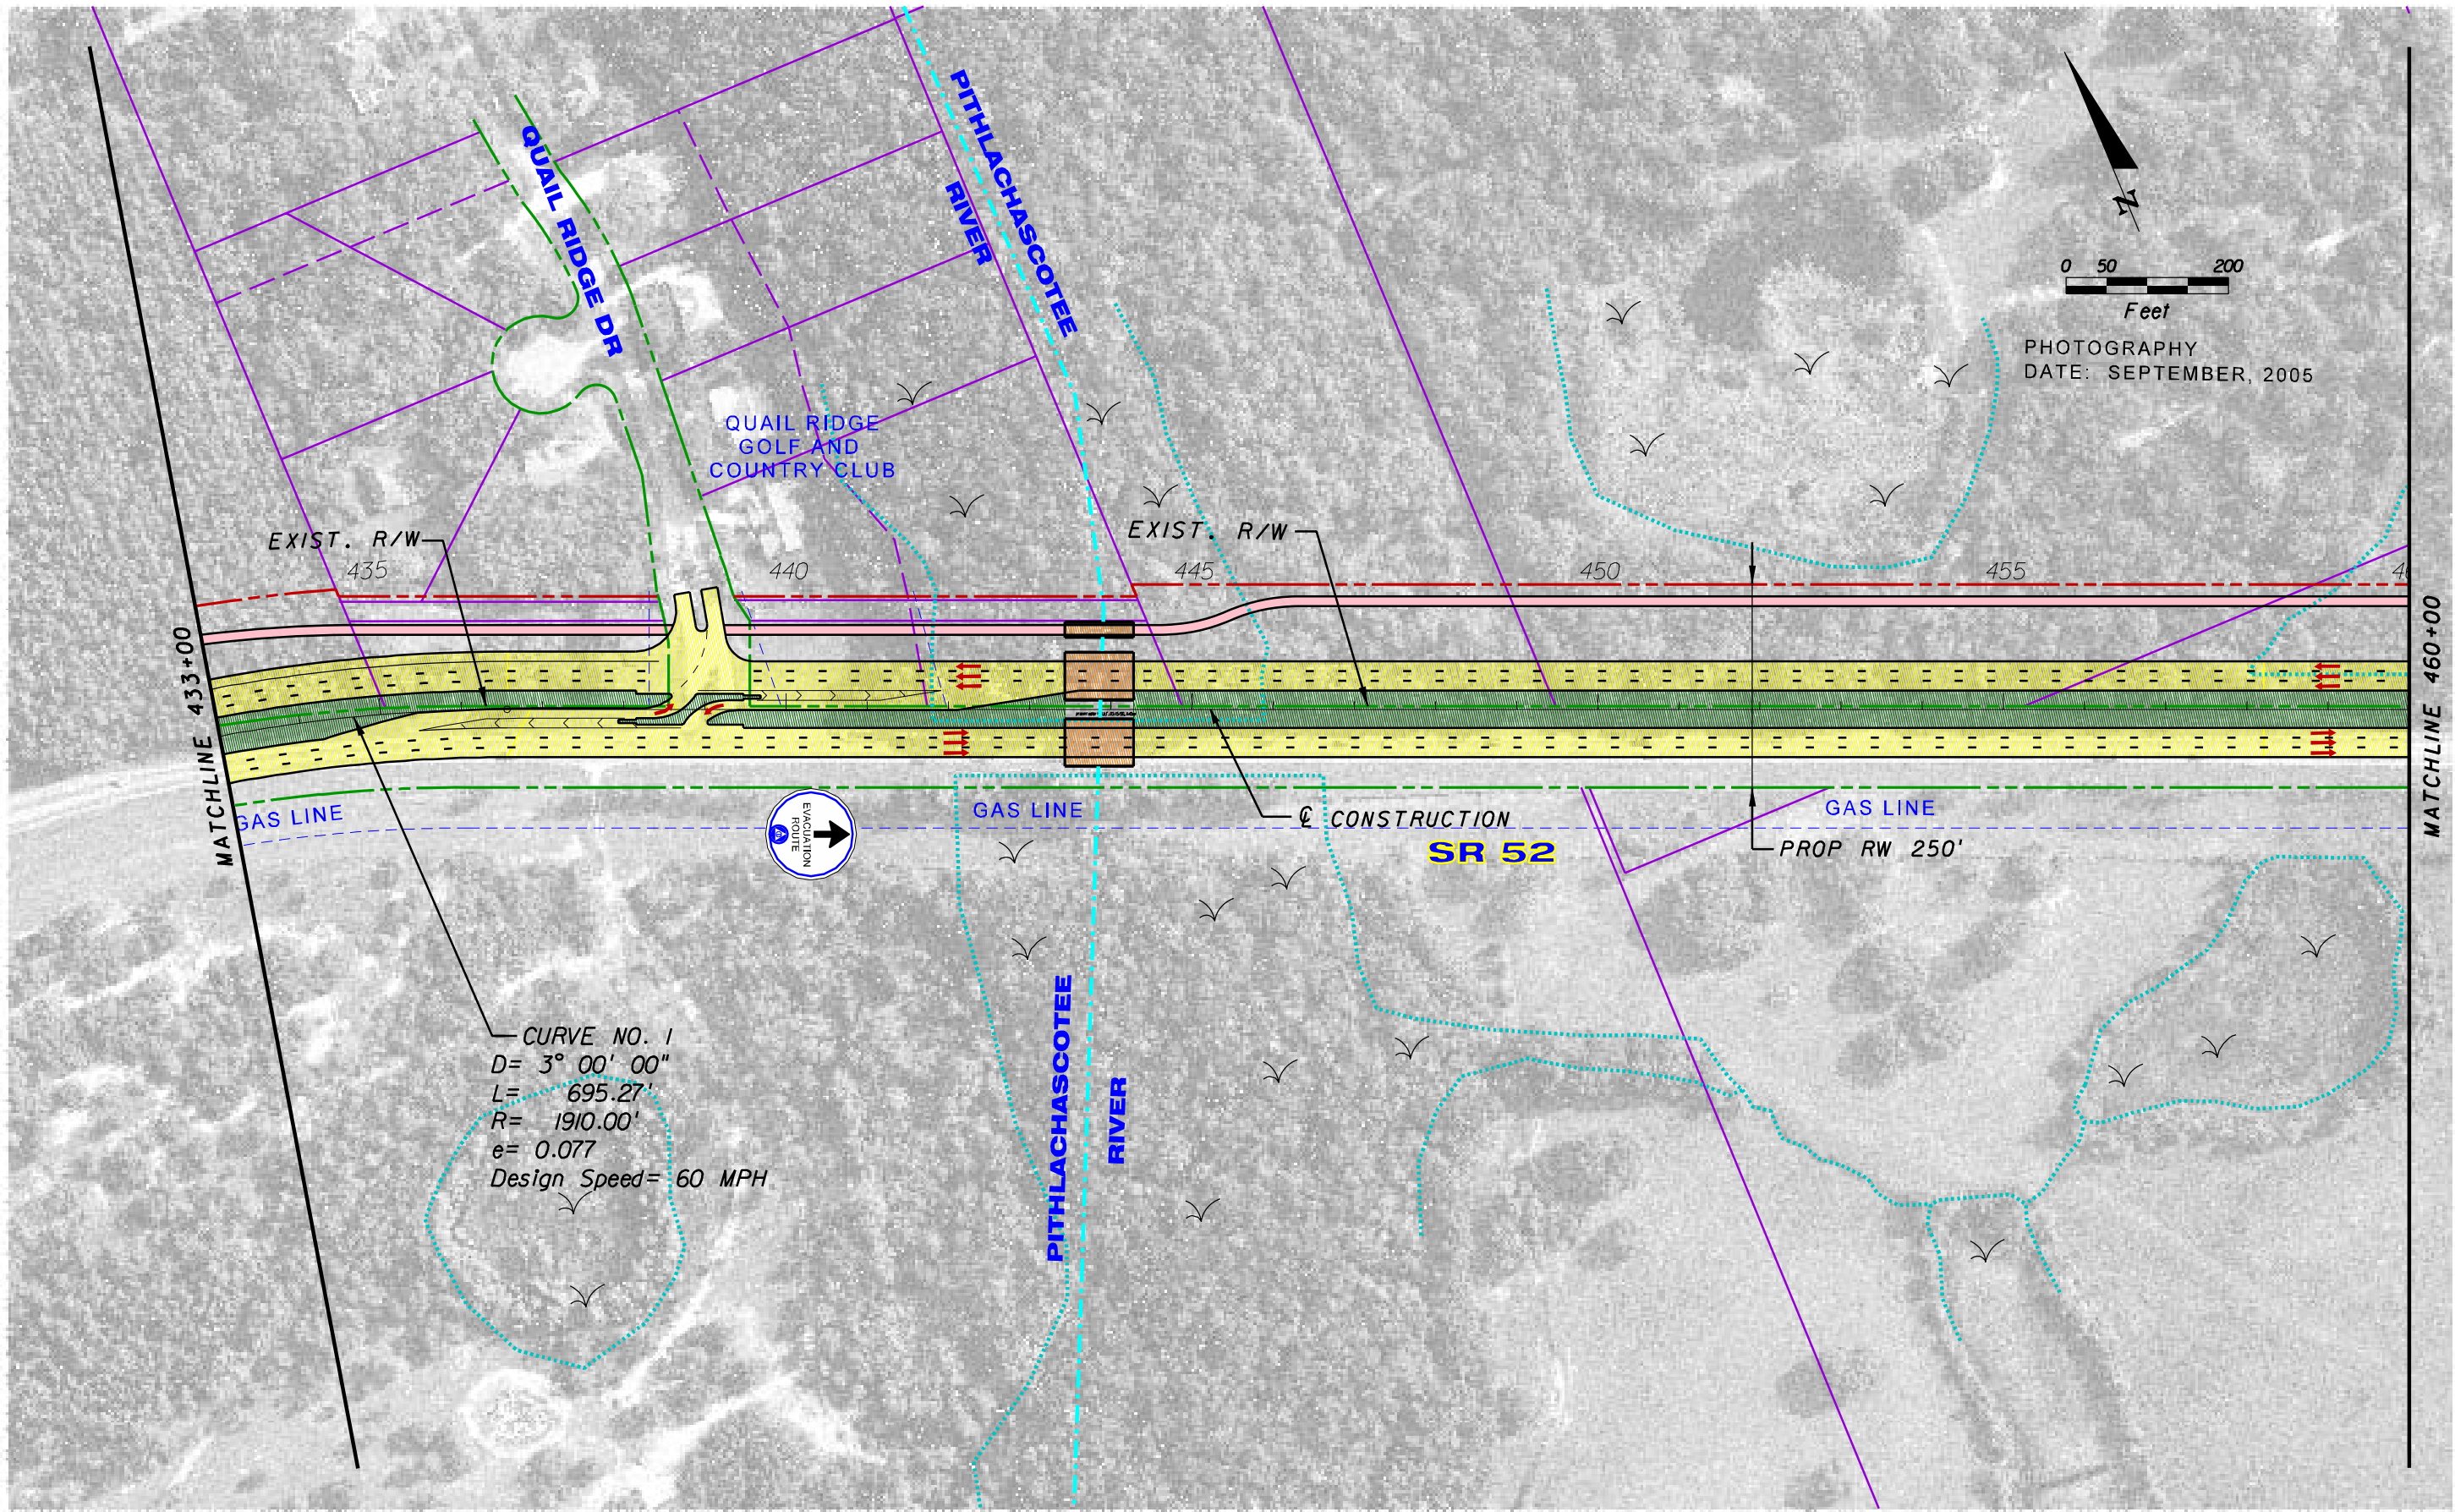 PITHLACHASCOTEE
RIVER
QUAIL RIDGE DR
N
0 50 200
Feet
PHOTOGRAPHY
DATE: SEPTEMBER, 2005
QUAIL RIDGE
GOLF AND
COUNTRY CLUB
EXIST. R/W
EXIST. R/W
435
440
445
450
455
MATCHLINE 433+00
MATCHLINE 460+00
GAS LINE
GAS LINE
GAS LINE
EVACUATION
ROUTE
℄ CONSTRUCTION
SR 52
PROP RW 250'
PITHLACHASCOTEE
RIVER
CURVE NO. 1
D= 3° 00' 00"
L= 695.27'
R= 1910.00'
e= 0.077
Design Speed= 60 MPH